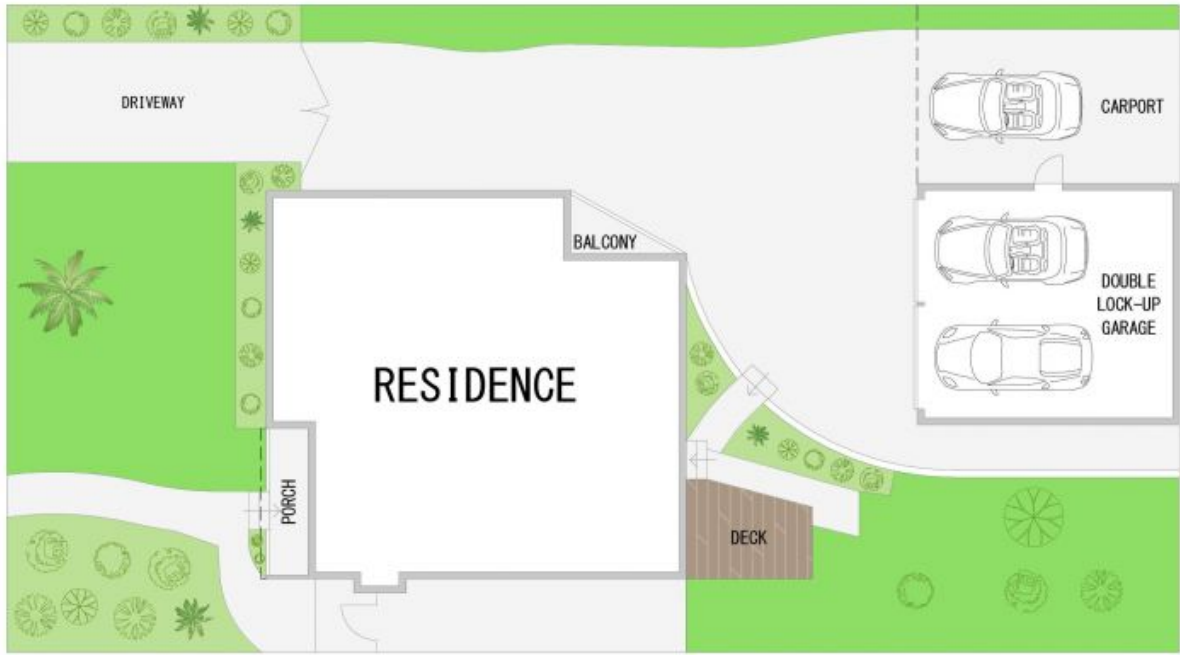 DRIVEWAY
CARPORT
BALCONY
DOUBLE
LOCK-UP
GARAGE
RESIDENCE
PORCH
DECK